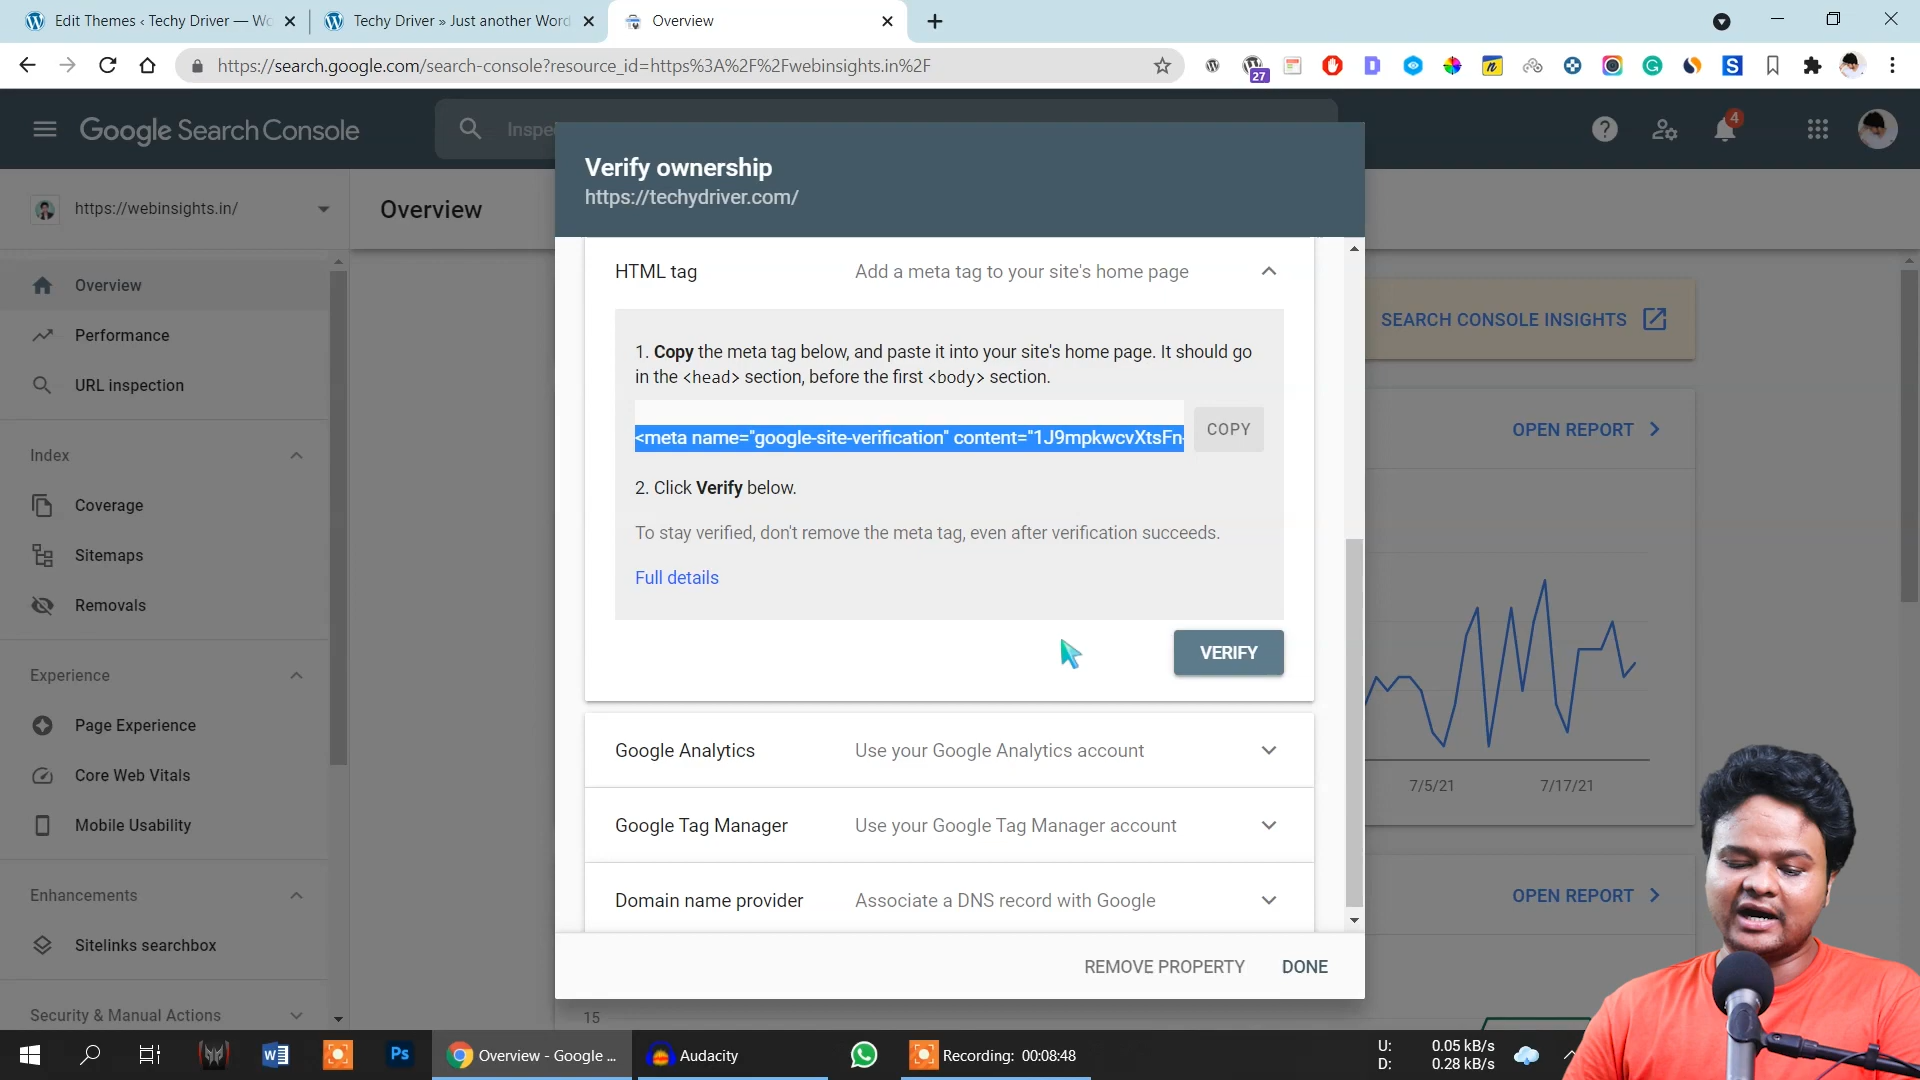 Edit Themes ‹ Techy Driver — Wo
Techy Driver » Just another Word
Overview
https://search.google.com/search-console?resource_id=https%3A%2F%2Fwebinsights.in%2F
27
Google Search Console
Inspe
4
https://webinsights.in/
Overview
Overview
Performance
URL inspection
Index
Coverage
Sitemaps
Removals
Experience
Page Experience
Core Web Vitals
Mobile Usability
Enhancements
Sitelinks searchbox
Security & Manual Actions
Verify ownership
https://techydriver.com/
HTML tag
Add a meta tag to your site's home page
1. Copy the meta tag below, and paste it into your site's home page. It should go
in the <head> section, before the first <body> section.
<meta name="google-site-verification" content="1J9mpkwcvXtsFn-
COPY
2. Click Verify below.
To stay verified, don't remove the meta tag, even after verification succeeds.
Full details
VERIFY
Google Analytics
Use your Google Analytics account
Google Tag Manager
Use your Google Tag Manager account
Domain name provider
Associate a DNS record with Google
REMOVE PROPERTY
DONE
SEARCH CONSOLE INSIGHTS
OPEN REPORT
7/5/21
7/17/21
OPEN REPORT
15
Ps
Overview - Google ...
Audacity
Recording: 00:08:48
U: 0.05 kB/s
D: 0.28 kB/s